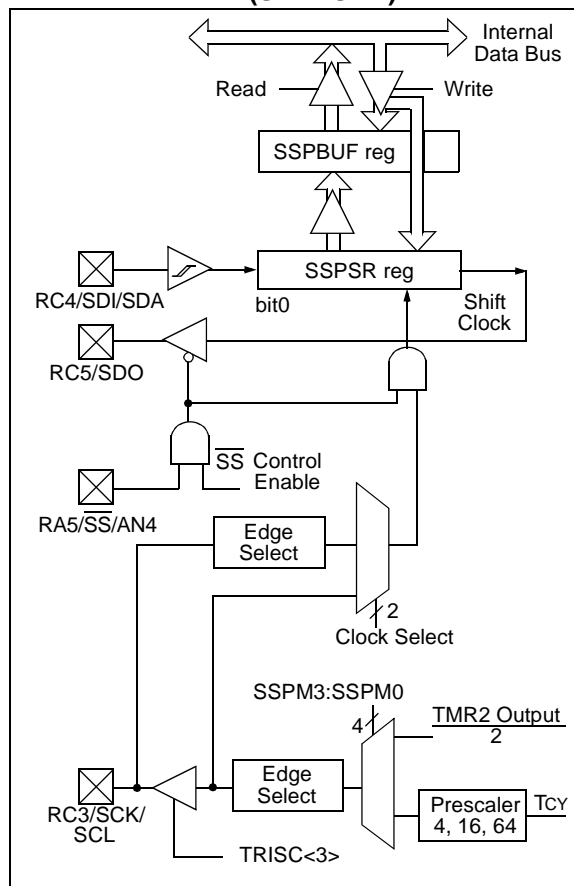 Internal
Data Bus
Read
Write
SSPBUF reg
SSPSR reg
RC4/SDI/SDA
bit0
Shift
Clock
RC5/SDO
SS Control
Enable
RA5/SS/AN4
Edge
Select
2
Clock Select
SSPM3:SSPM0
TMR2 Output
4
2
Edge
Select
Prescaler
4, 16, 64
TCY
RC3/SCK/
SCL
TRISC<3>